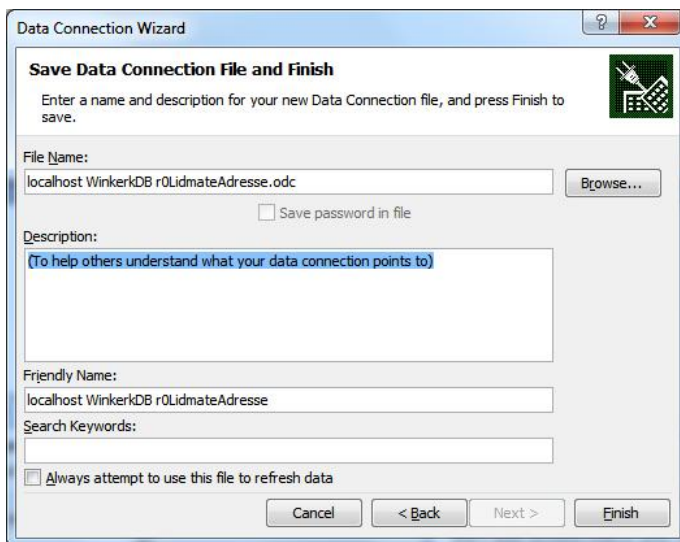 Data Connection Wizard
Save Data Connection File and Finish
Enter a name and description for your new Data Connection file, and press Finish to
save.
File Name:
localhost WinkerkDB r0LidmateAdresse.odc
Browse...
Save password in file
Description:
(To help others understand what your data connection points to)
Friendly Name:
localhost WinkerkDB r0LidmateAdresse
Search Keywords:
Always attempt to use this file to refresh data
Cancel
< Back
Next >
Finish